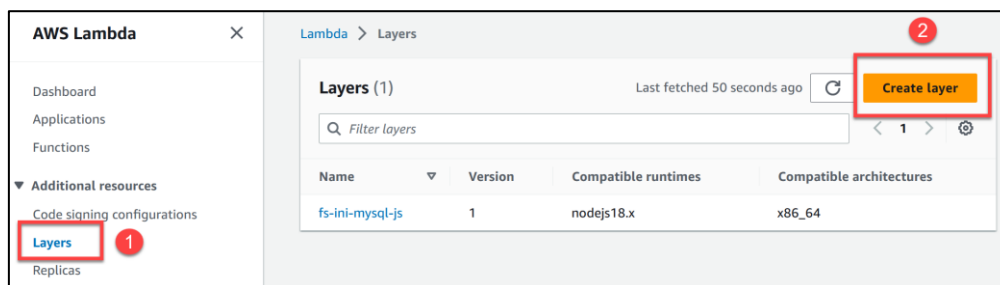 AWS Lambda
Dashboard
Applications
Functions
Additional resources
Code signing configurations
Layers 1
Replicas
Lambda > Layers
2
Layers (1) Last fetched 50 seconds ago Create layer
Filter layers < 1 >
Name Version Compatible runtimes Compatible architectures
fs-ini-mysql-js 1 nodejs18.x x86_64